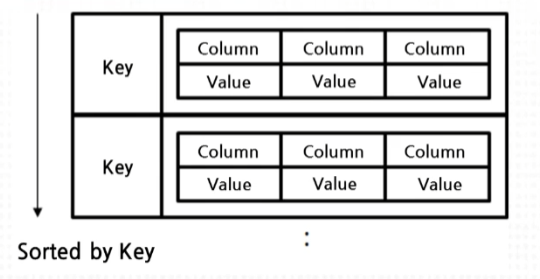 Key
Column Column Column
Value Value Value
Key
Column Column Column
Value Value Value
:
Sorted by Key